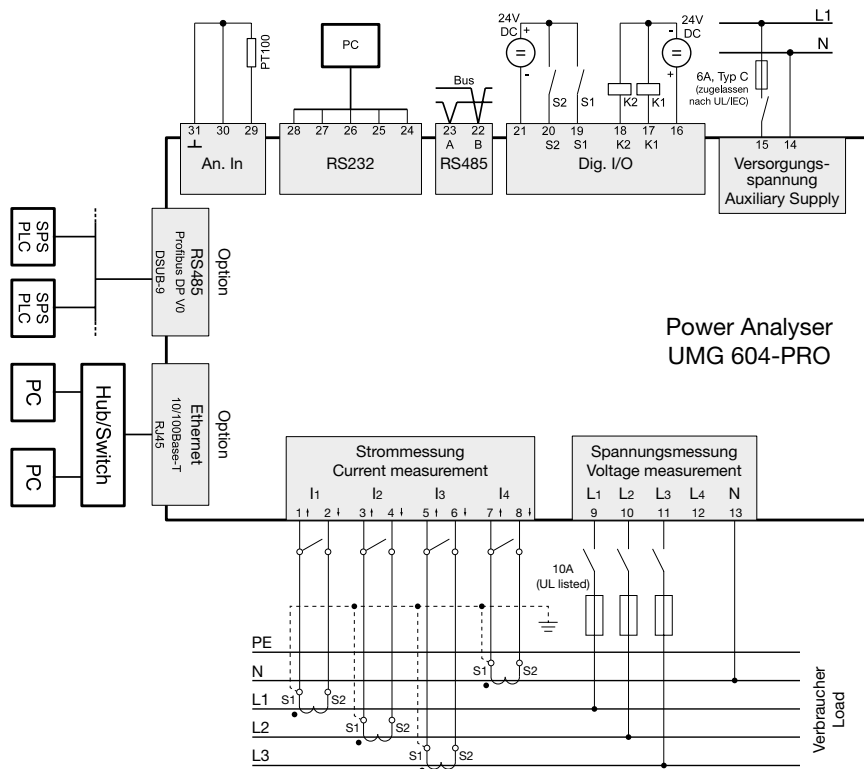 24V
DC
+
-
24V
DC
-
+
L1
N
PT100
PC
Bus
S2
S1
K2
K1
6A, Typ C
(zugelassen
nach UL/IEC)
31
30
29
An. In
28
27
26
25
24
RS232
23
22
A
B
RS485
21
20
19
18
17
16
S2
S1
K2
K1
Dig. I/O
15
14
Versorgungs-
spannung
Auxiliary Supply
SPS
PLC
SPS
PLC
RS485
Profibus DP V0
DSUB-9
Option
Power Analyser
UMG 604-PRO
PC
PC
Hub/Switch
Ethernet
10/100Base-T
RJ45
Option
Strommessung
Current measurement
I1
I2
I3
I4
1
2
3
4
5
6
7
8
Spannungsmessung
Voltage measurement
L1
L2
L3
L4
N
9
10
11
12
13
10A
(UL listed)
PE
N
S1
S2
L1
S1
S2
L2
S1
S2
L3
S1
S2
Verbraucher
Load